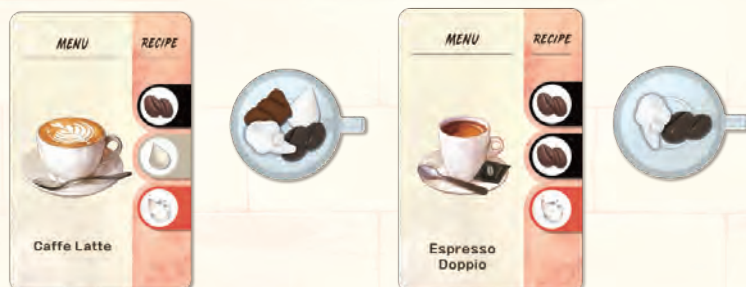 MENU
RECIPE
Caffe Latte
MENU
RECIPE
Espresso
Doppio